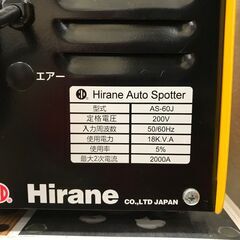 エアー
Hirane Auto Spotter
型式 AS-60J
定格電圧 200V
入力周波数 50/60Hz
使用電力 18K.V.A
使用率 5%
最大2次電流 2000A
Hirane CO.,LTD JAPAN